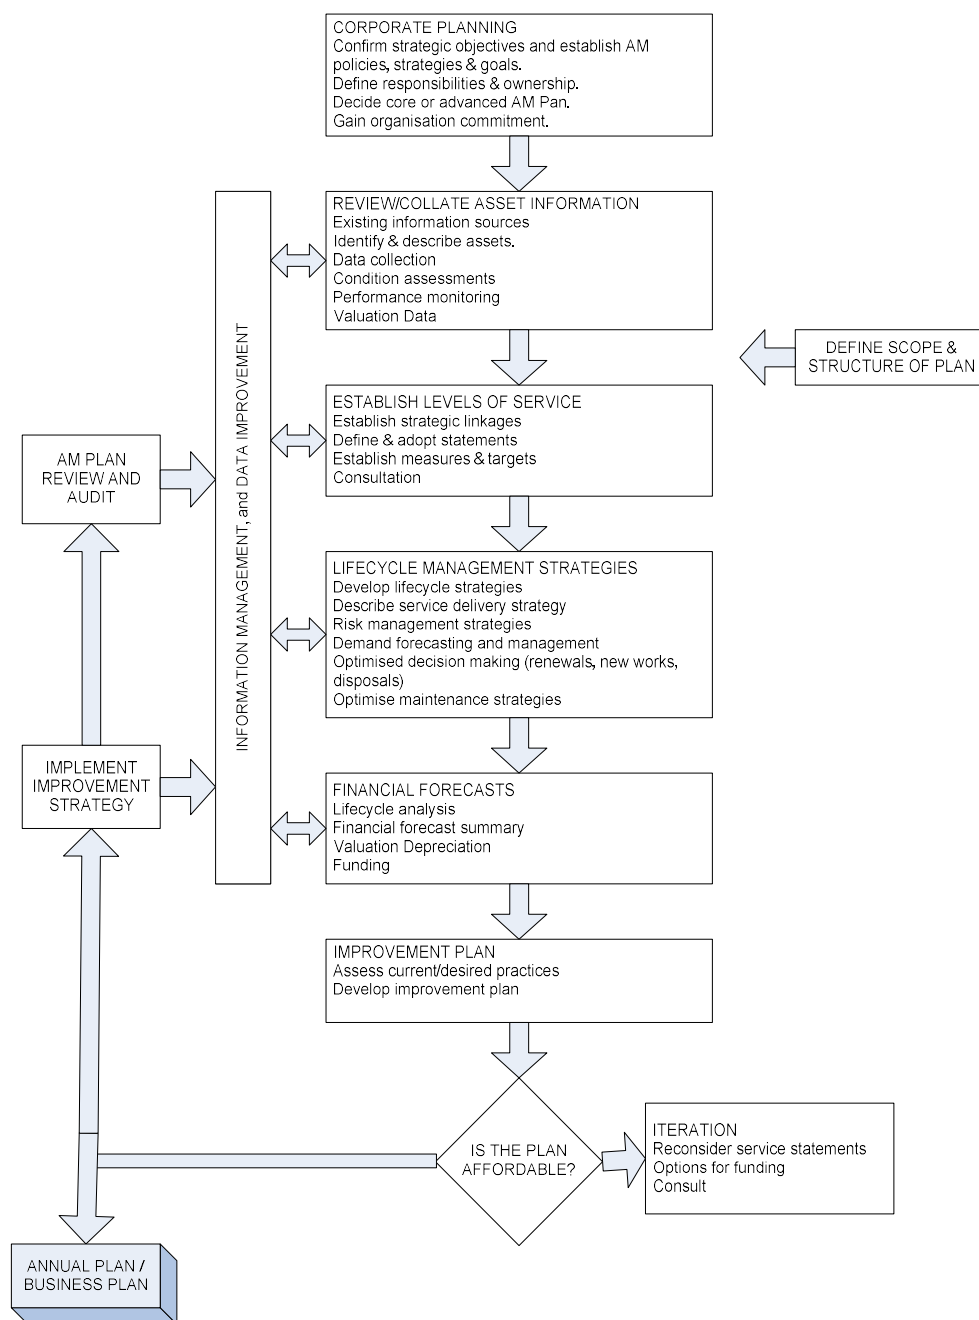 CORPORATE PLANNING
Confirm strategic objectives and establish AM
policies, strategies & goals.
Define responsibilities & ownership.
Decide core or advanced AM Pan.
Gain organisation commitment.
REVIEW/COLLATE ASSET INFORMATION
Existing information sources
Identify & describe assets.
Data collection
Condition assessments
Performance monitoring
Valuation Data
INFORMATION MANAGEMENT, and DATA IMPROVEMENT
DEFINE SCOPE &
STRUCTURE OF PLAN
ESTABLISH LEVELS OF SERVICE
Establish strategic linkages
Define & adopt statements
Establish measures & targets
Consultation
AM PLAN
REVIEW AND
AUDIT
LIFECYCLE MANAGEMENT STRATEGIES
Develop lifecycle strategies
Describe service delivery strategy
Risk management strategies
Demand forecasting and management
Optimised decision making (renewals, new works,
disposals)
Optimise maintenance strategies
IMPLEMENT
IMPROVEMENT
STRATEGY
FINANCIAL FORECASTS
Lifecycle analysis
Financial forecast summary
Valuation Depreciation
Funding
IMPROVEMENT PLAN
Assess current/desired practices
Develop improvement plan
IS THE PLAN
AFFORDABLE?
ITERATION
Reconsider service statements
Options for funding
Consult
ANNUAL PLAN /
BUSINESS PLAN